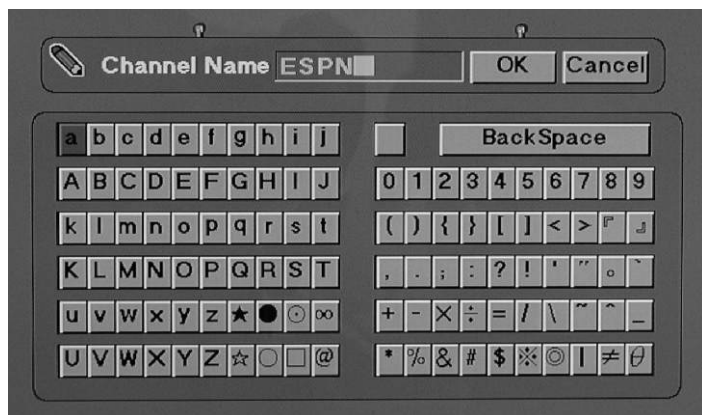 Channel Name ESPN OK Cancel
a b c d e f g h i j BackSpace
A B C D E F G H I J 0 1 2 3 4 5 6 7 8 9
k l m n o p q r s t ( ) { } [ ] < > 『 』
K L M N O P Q R S T , . ; : ? ! ' " 。 `
u v w x y z ★ ● ⊙ ∞ + - × ÷ = / \ ~ ^ _
U V W X Y Z ☆ ○ □ @ * % & # $ ※ ◎ | ≠ θ